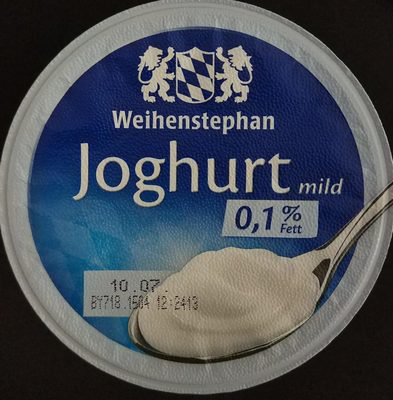 Weihenstephan
Joghurt mild
0,1% Fett
10.07.
BY718.1504 12:2413